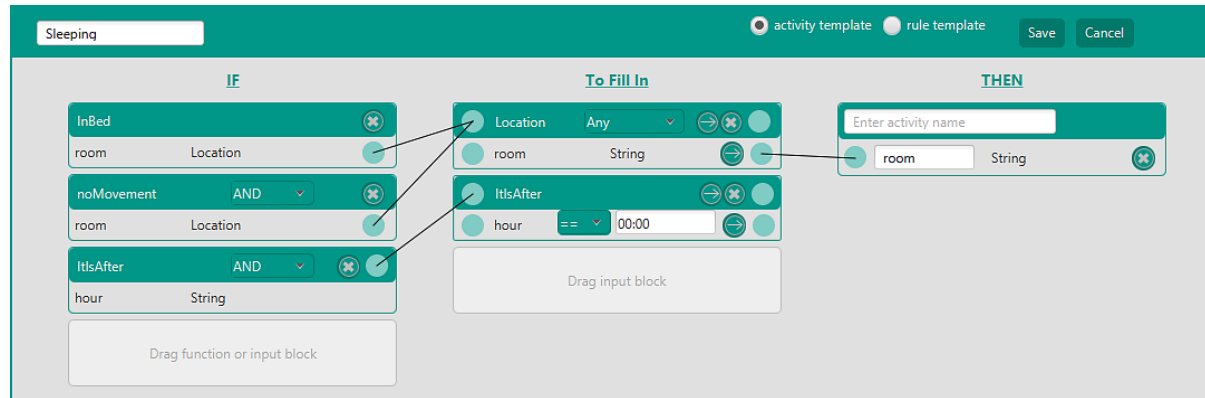 Sleeping
activity template
rule template
Save
Cancel
IF
To Fill In
THEN
InBed
room Location
noMovement AND
room Location
ItIsAfter AND
hour String
Drag function or input block
Location Any
room String
ItIsAfter
hour == 00:00
Drag input block
Enter activity name
room String